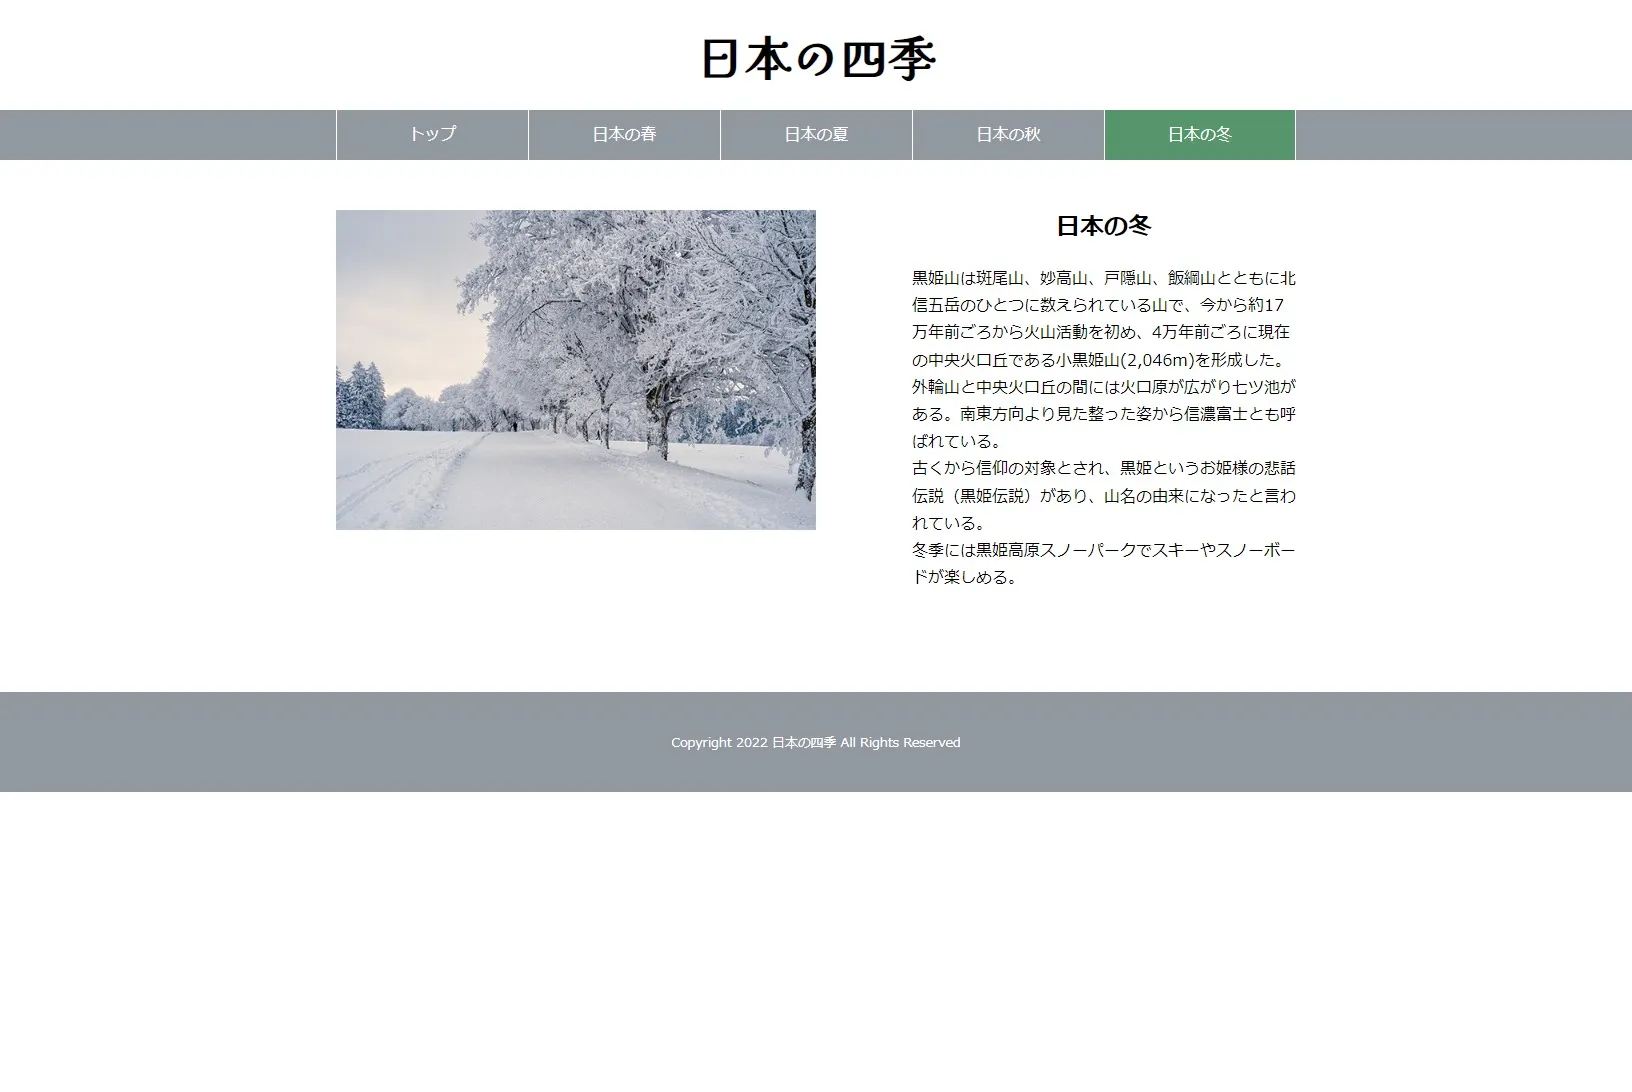 日本の四季
トップ
日本の春
日本の夏
日本の秋
日本の冬
日本の冬
黒姫山は斑尾山、妙高山、戸隠山、飯綱山とともに北
信五岳のひとつに数えられている山で、今から約17
万年前ごろから火山活動を初め、4万年前ごろに現在
の中央火口丘である小黒姫山(2,046m)を形成した。
外輪山と中央火口丘の間には火口原が広がり七ツ池が
ある。南東方向より見た整った姿から信濃富士とも呼
ばれている。
古くから信仰の対象とされ、黒姫というお姫様の悲話
伝説（黒姫伝説）があり、山名の由来になったと言わ
れている。
冬季には黒姫高原スノーパークでスキーやスノーボー
ドが楽しめる。
Copyright 2022 日本の四季 All Rights Reserved